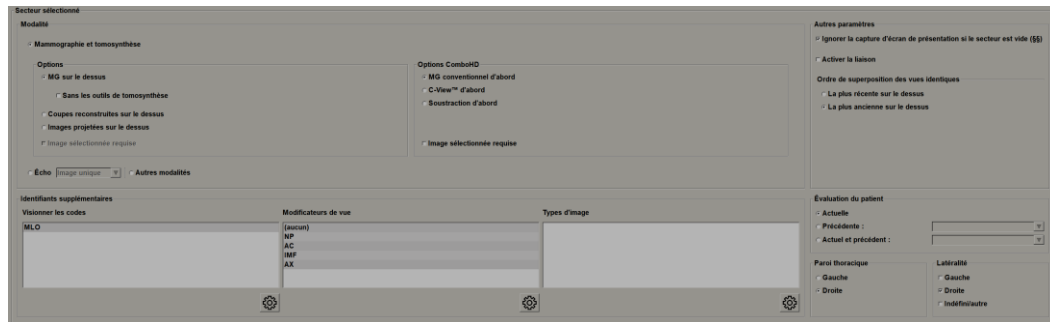 Secteur sélectionné
Modalité
Mammographie et tomosynthèse
Options
MG sur le dessus
Sans les outils de tomosynthèse
Coupes reconstruites sur le dessus
Images projetées sur le dessus
Image sélectionnée requise
Options ComboHD
MG conventionnel d'abord
C-View™ d'abord
Soustraction d'abord
Image sélectionnée requise
Écho Image unique Autres modalités
Autres paramètres
Ignorer la capture d'écran de présentation si le secteur est vide (§§)
Activer la liaison
Ordre de superposition des vues identiques
La plus récente sur le dessus
La plus ancienne sur le dessus
Identifiants supplémentaires
Visionner les codes
MLO
Modificateurs de vue
(aucun)
NP
AC
IMF
AX
Types d'image
Évaluation du patient
Actuelle
Précédente :
Actuel et précédent :
Paroi thoracique
Gauche
Droite
Latéralité
Gauche
Droite
Indéfini/autre